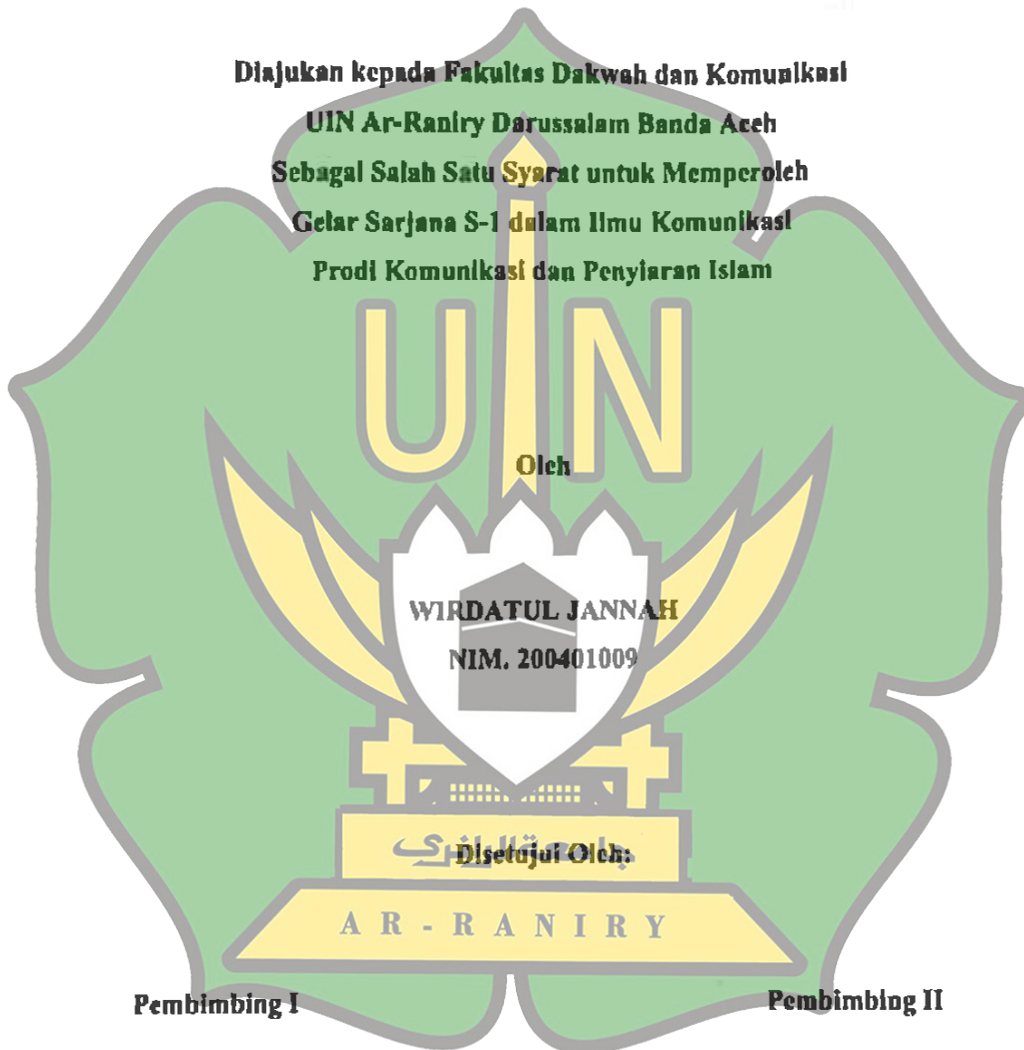 Diajukan kepada Fakultas Dakwah dan Komunikasi
UIN Ar-Raniry Darussalam Banda Aceh
Sebagai Salah Satu Syarat untuk Memperoleh
Gelar Sarjana S-1 dalam Ilmu Komunikasi
Prodi Komunikasi dan Penyiaran Islam
UIN
Oleh
WIRDATUL JANNAH
NIM. 200401009
جامعة الرانري
Disetujui Oleh:
AR-RANIRY
Pembimbing I
Pembimbing II